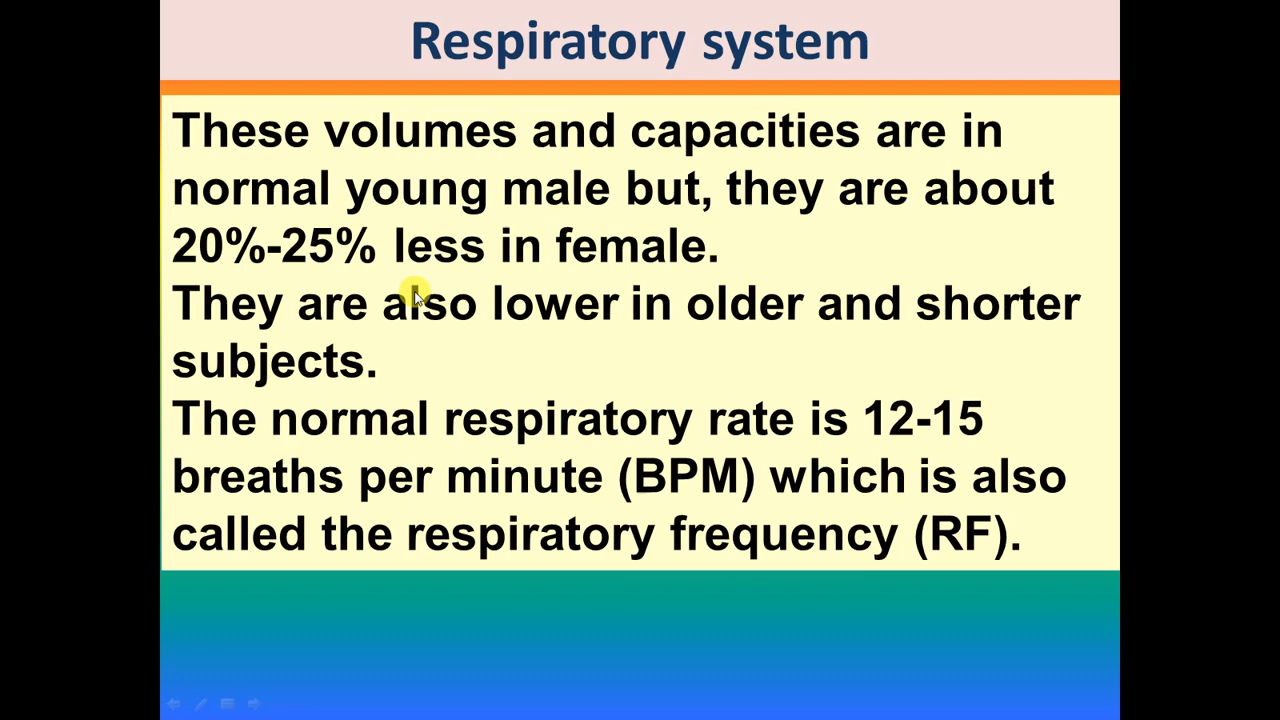 Respiratory system
These volumes and capacities are in
normal young male but, they are about
20%-25% less in female.
They are also lower in older and shorter
subjects.
The normal respiratory rate is 12-15
breaths per minute (BPM) which is also
called the respiratory frequency (RF).